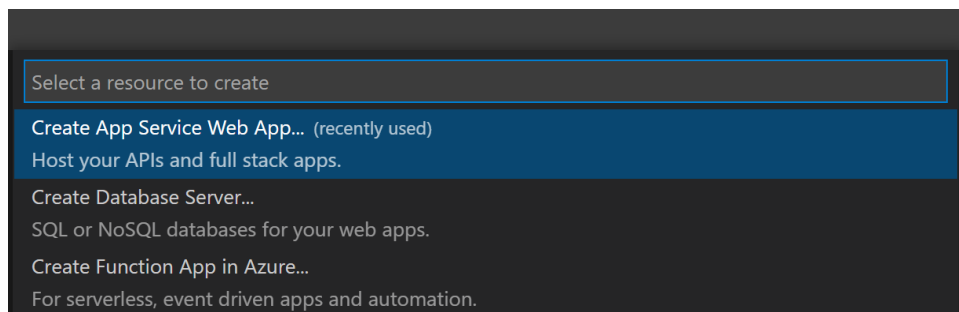 Select a resource to create
Create App Service Web App... (recently used)
Host your APIs and full stack apps.
Create Database Server...
SQL or NoSQL databases for your web apps.
Create Function App in Azure...
For serverless, event driven apps and automation.